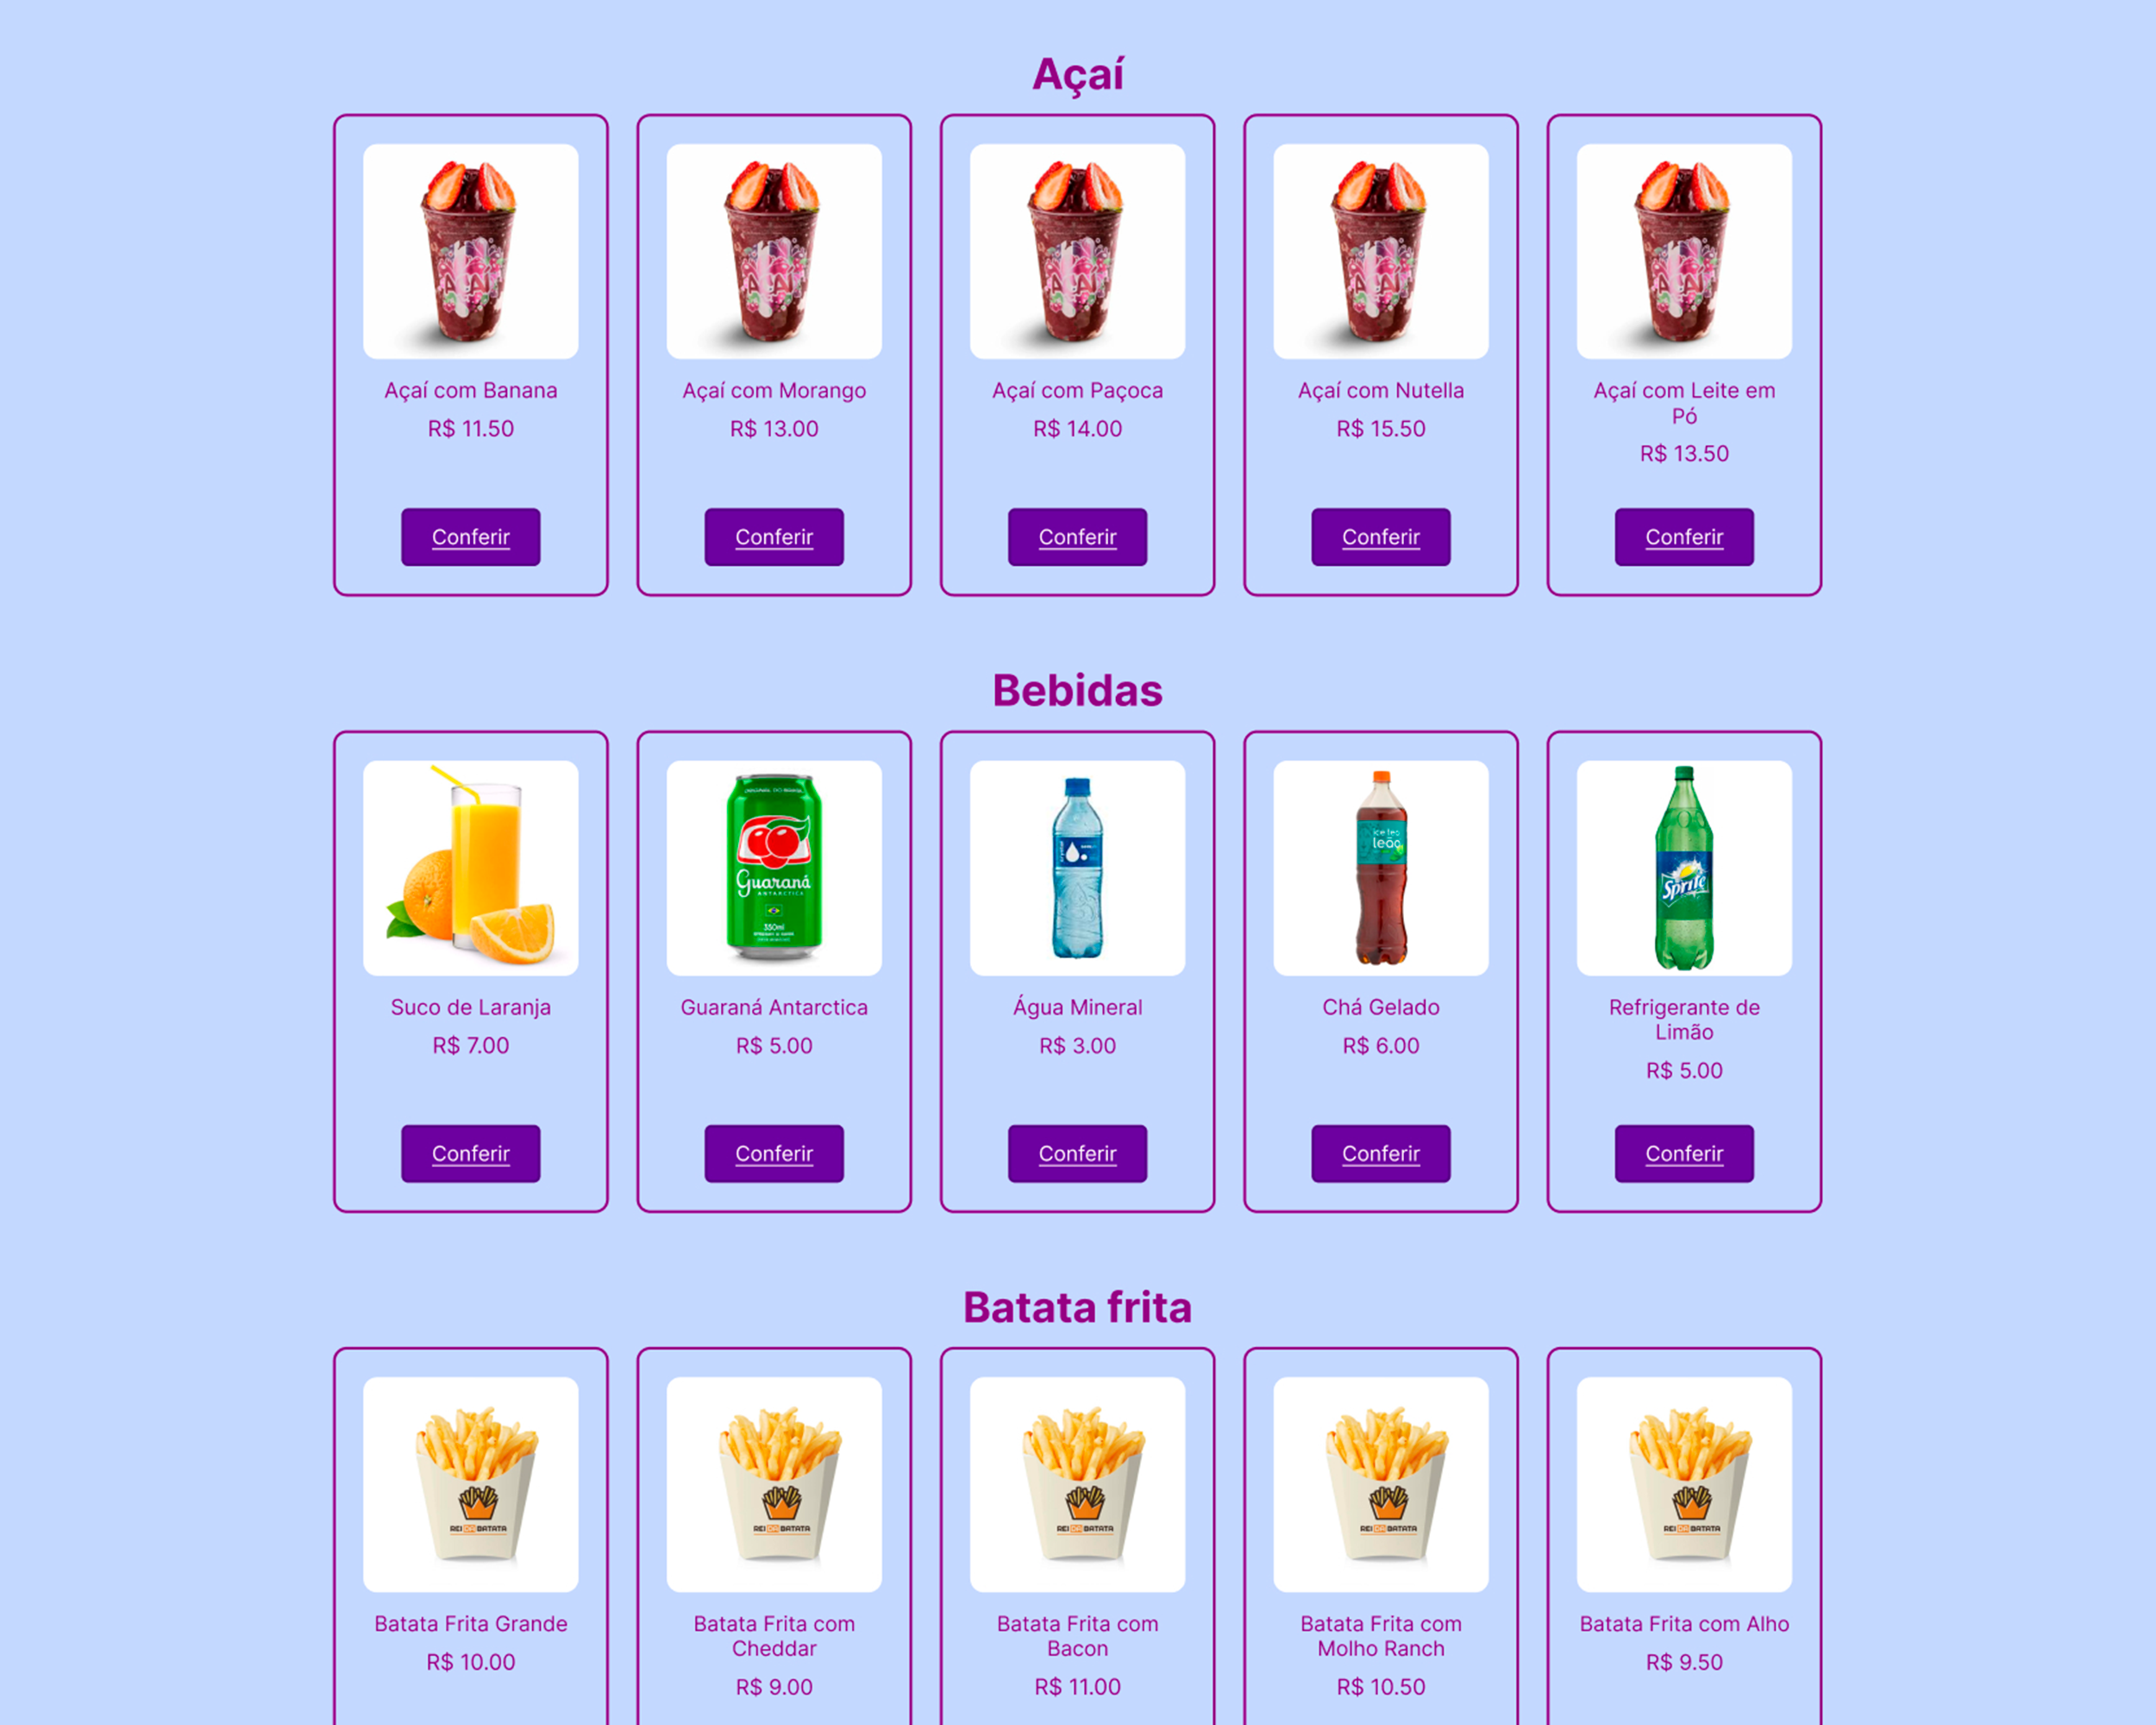 Açaí
Açaí com Banana
R$ 11.50
Conferir
Açaí com Morango
R$ 13.00
Conferir
Açaí com Paçoca
R$ 14.00
Conferir
Açaí com Nutella
R$ 15.50
Conferir
Açaí com Leite em
Pó
R$ 13.50
Conferir
Bebidas
Suco de Laranja
R$ 7.00
Conferir
Guaraná
ANTARCTICA
350ml
Guaraná Antarctica
R$ 5.00
Conferir
Água Mineral
R$ 3.00
Conferir
ice tea
leão
Chá Gelado
R$ 6.00
Conferir
Sprite
Refrigerante de
Limão
R$ 5.00
Conferir
Batata frita
REI DA BATATA
Batata Frita Grande
R$ 10.00
REI DA BATATA
Batata Frita com
Cheddar
R$ 9.00
REI DA BATATA
Batata Frita com
Bacon
R$ 11.00
REI DA BATATA
Batata Frita com
Molho Ranch
R$ 10.50
REI DA BATATA
Batata Frita com Alho
R$ 9.50